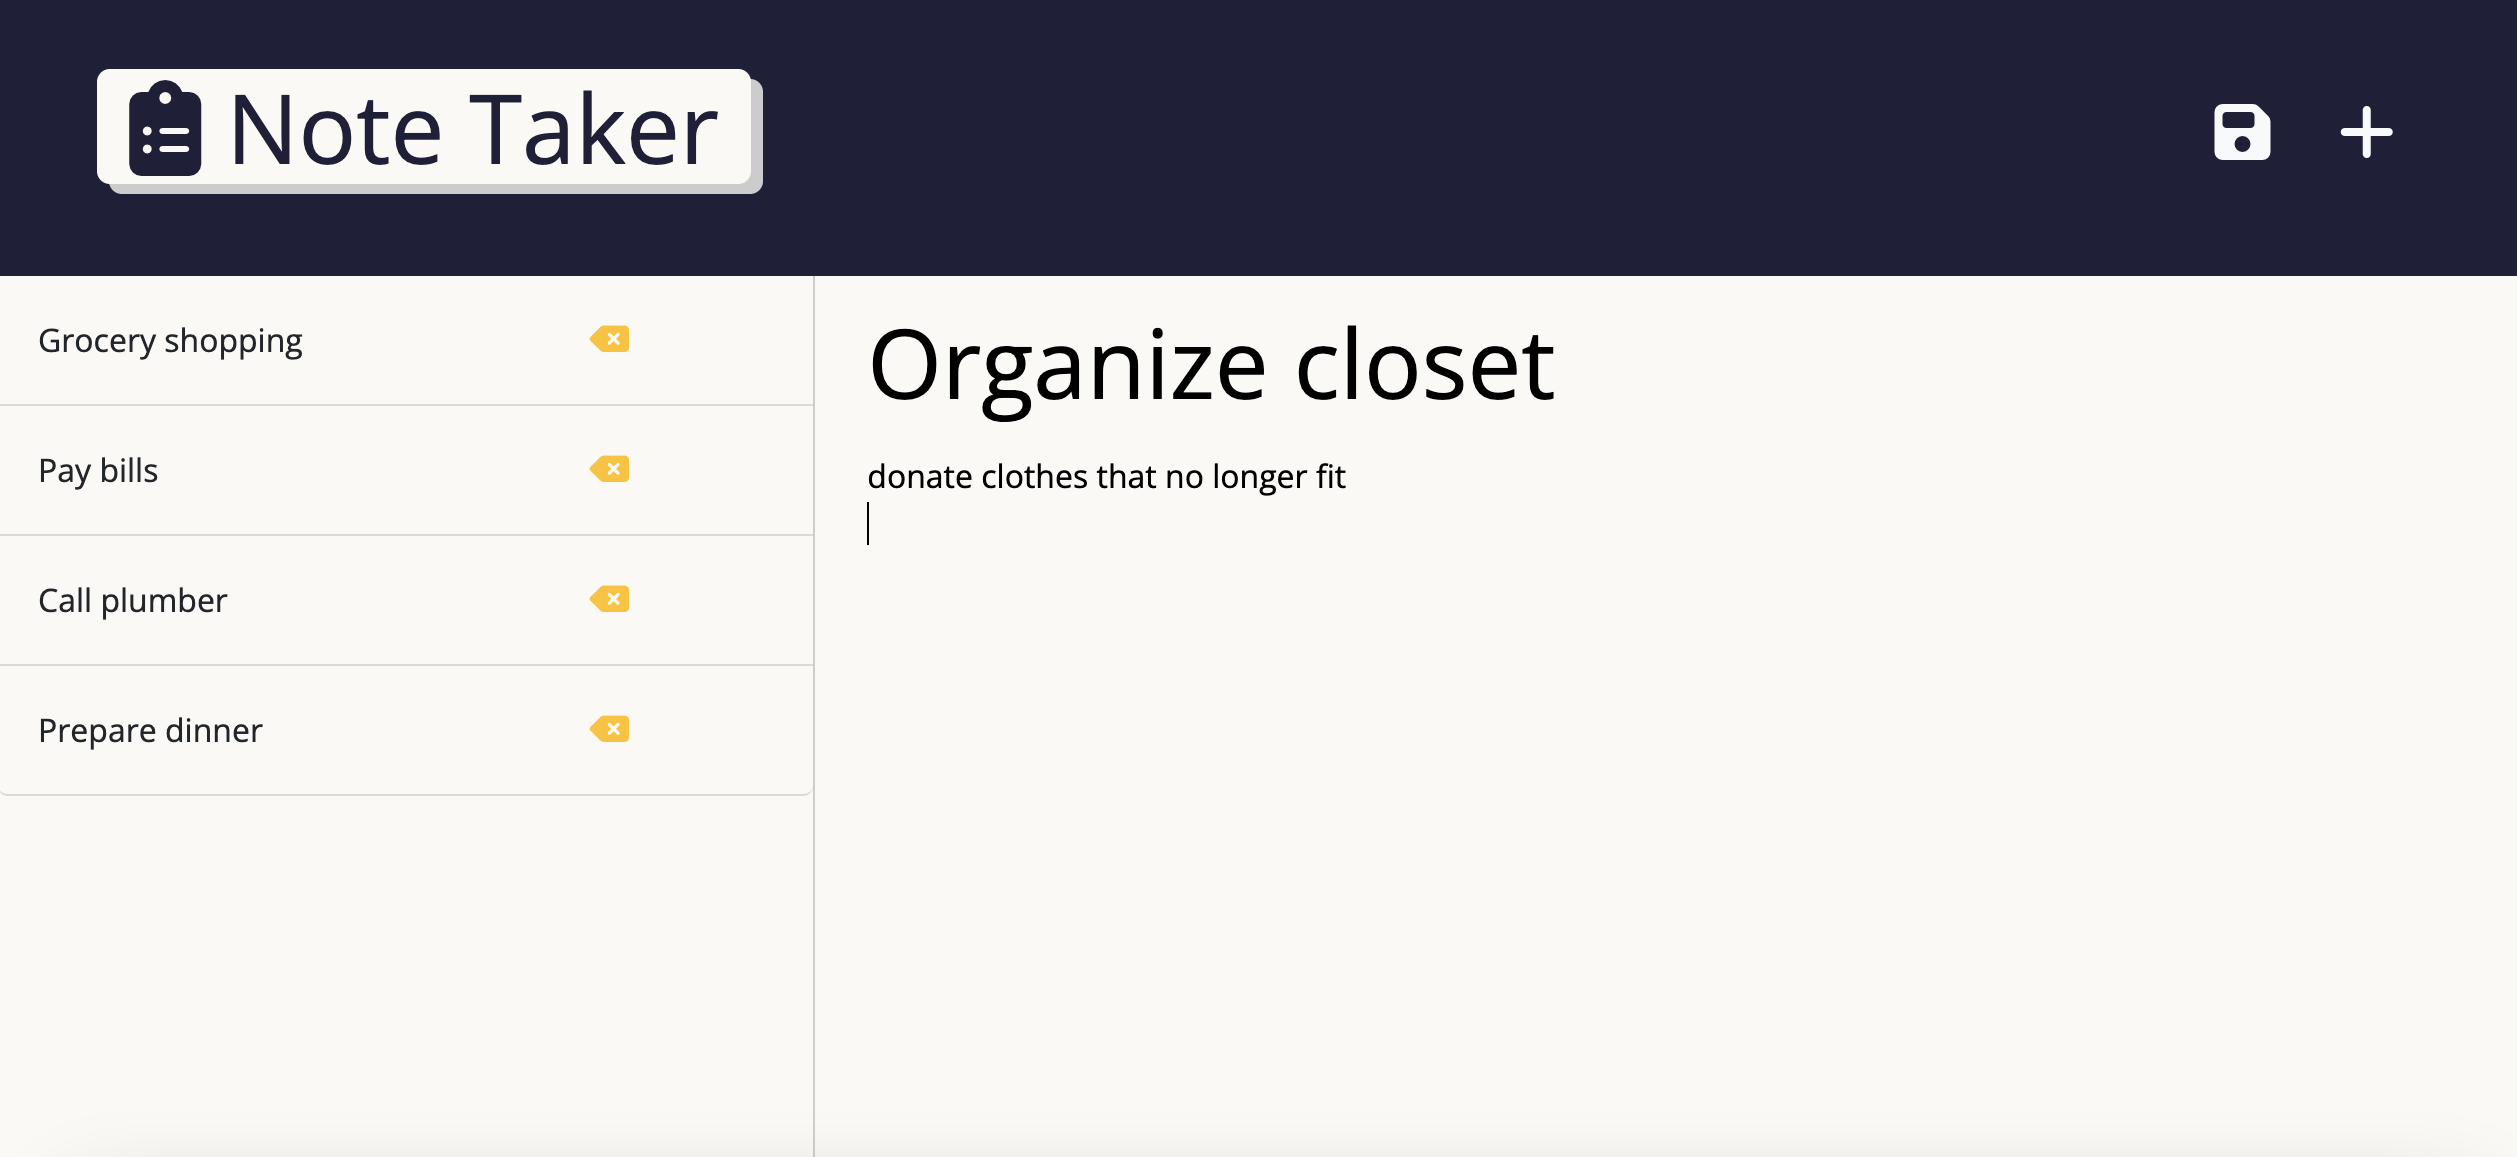 Note Taker
Grocery shopping
Pay bills
Call plumber
Prepare dinner
Organize closet
donate clothes that no longer fit